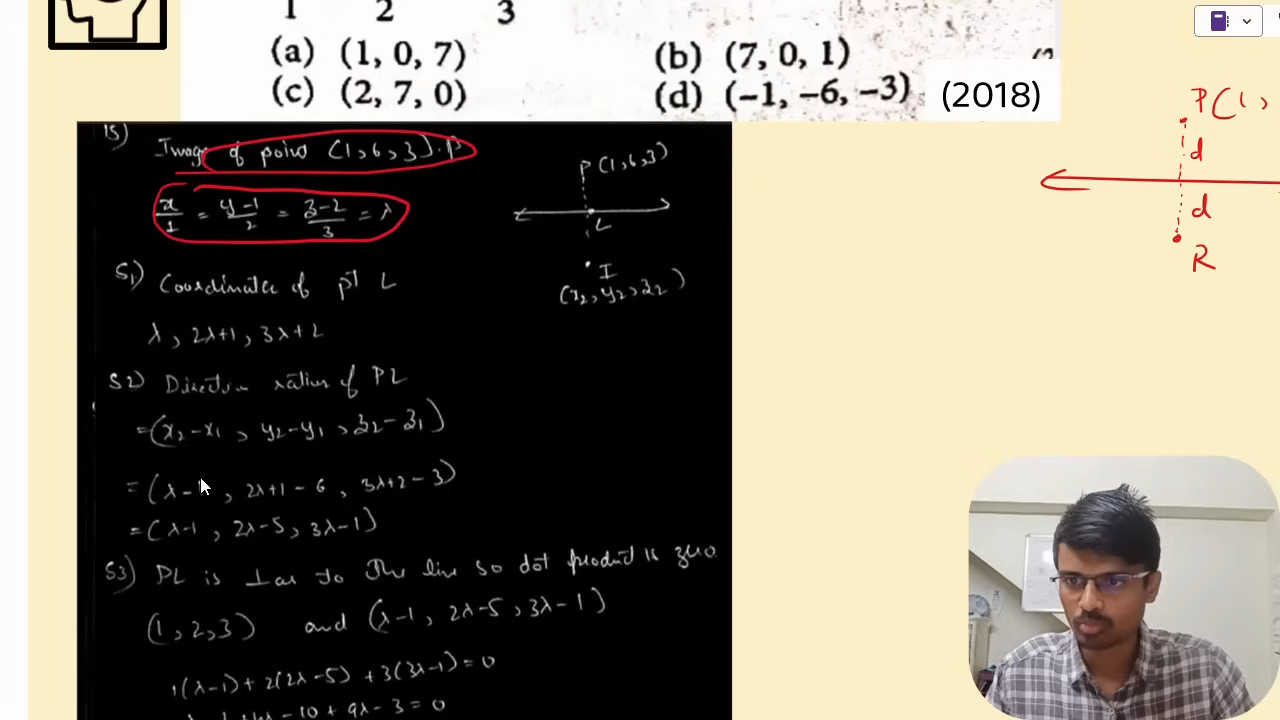 1 2 3
(a) (1, 0, 7) (b) (7, 0, 1)
(c) (2, 7, 0) (d) (−1, −6, −3) (2018)
15)
Image of point (1, 6, 3). P
x/1 = y−1/2 = z−2/3 = λ
P (1, 6, 3)
L
I
(x₂, y₂, z₂)
S1) Coordinates of pt L
λ, 2λ+1, 3λ+2
S2) Direction ratios of PL
= (x₂−x₁, y₂−y₁, z₂−z₁)
= (λ−1, 2λ+1−6, 3λ+2−3)
= (λ−1, 2λ−5, 3λ−1)
S3) PL is ⊥ar to the line so dot product is zero
(1, 2, 3) and (λ−1, 2λ−5, 3λ−1)
1(λ−1) + 2(2λ−5) + 3(3λ−1) = 0
−10 + 9λ − 3 = 0
P(1,
d
d
R